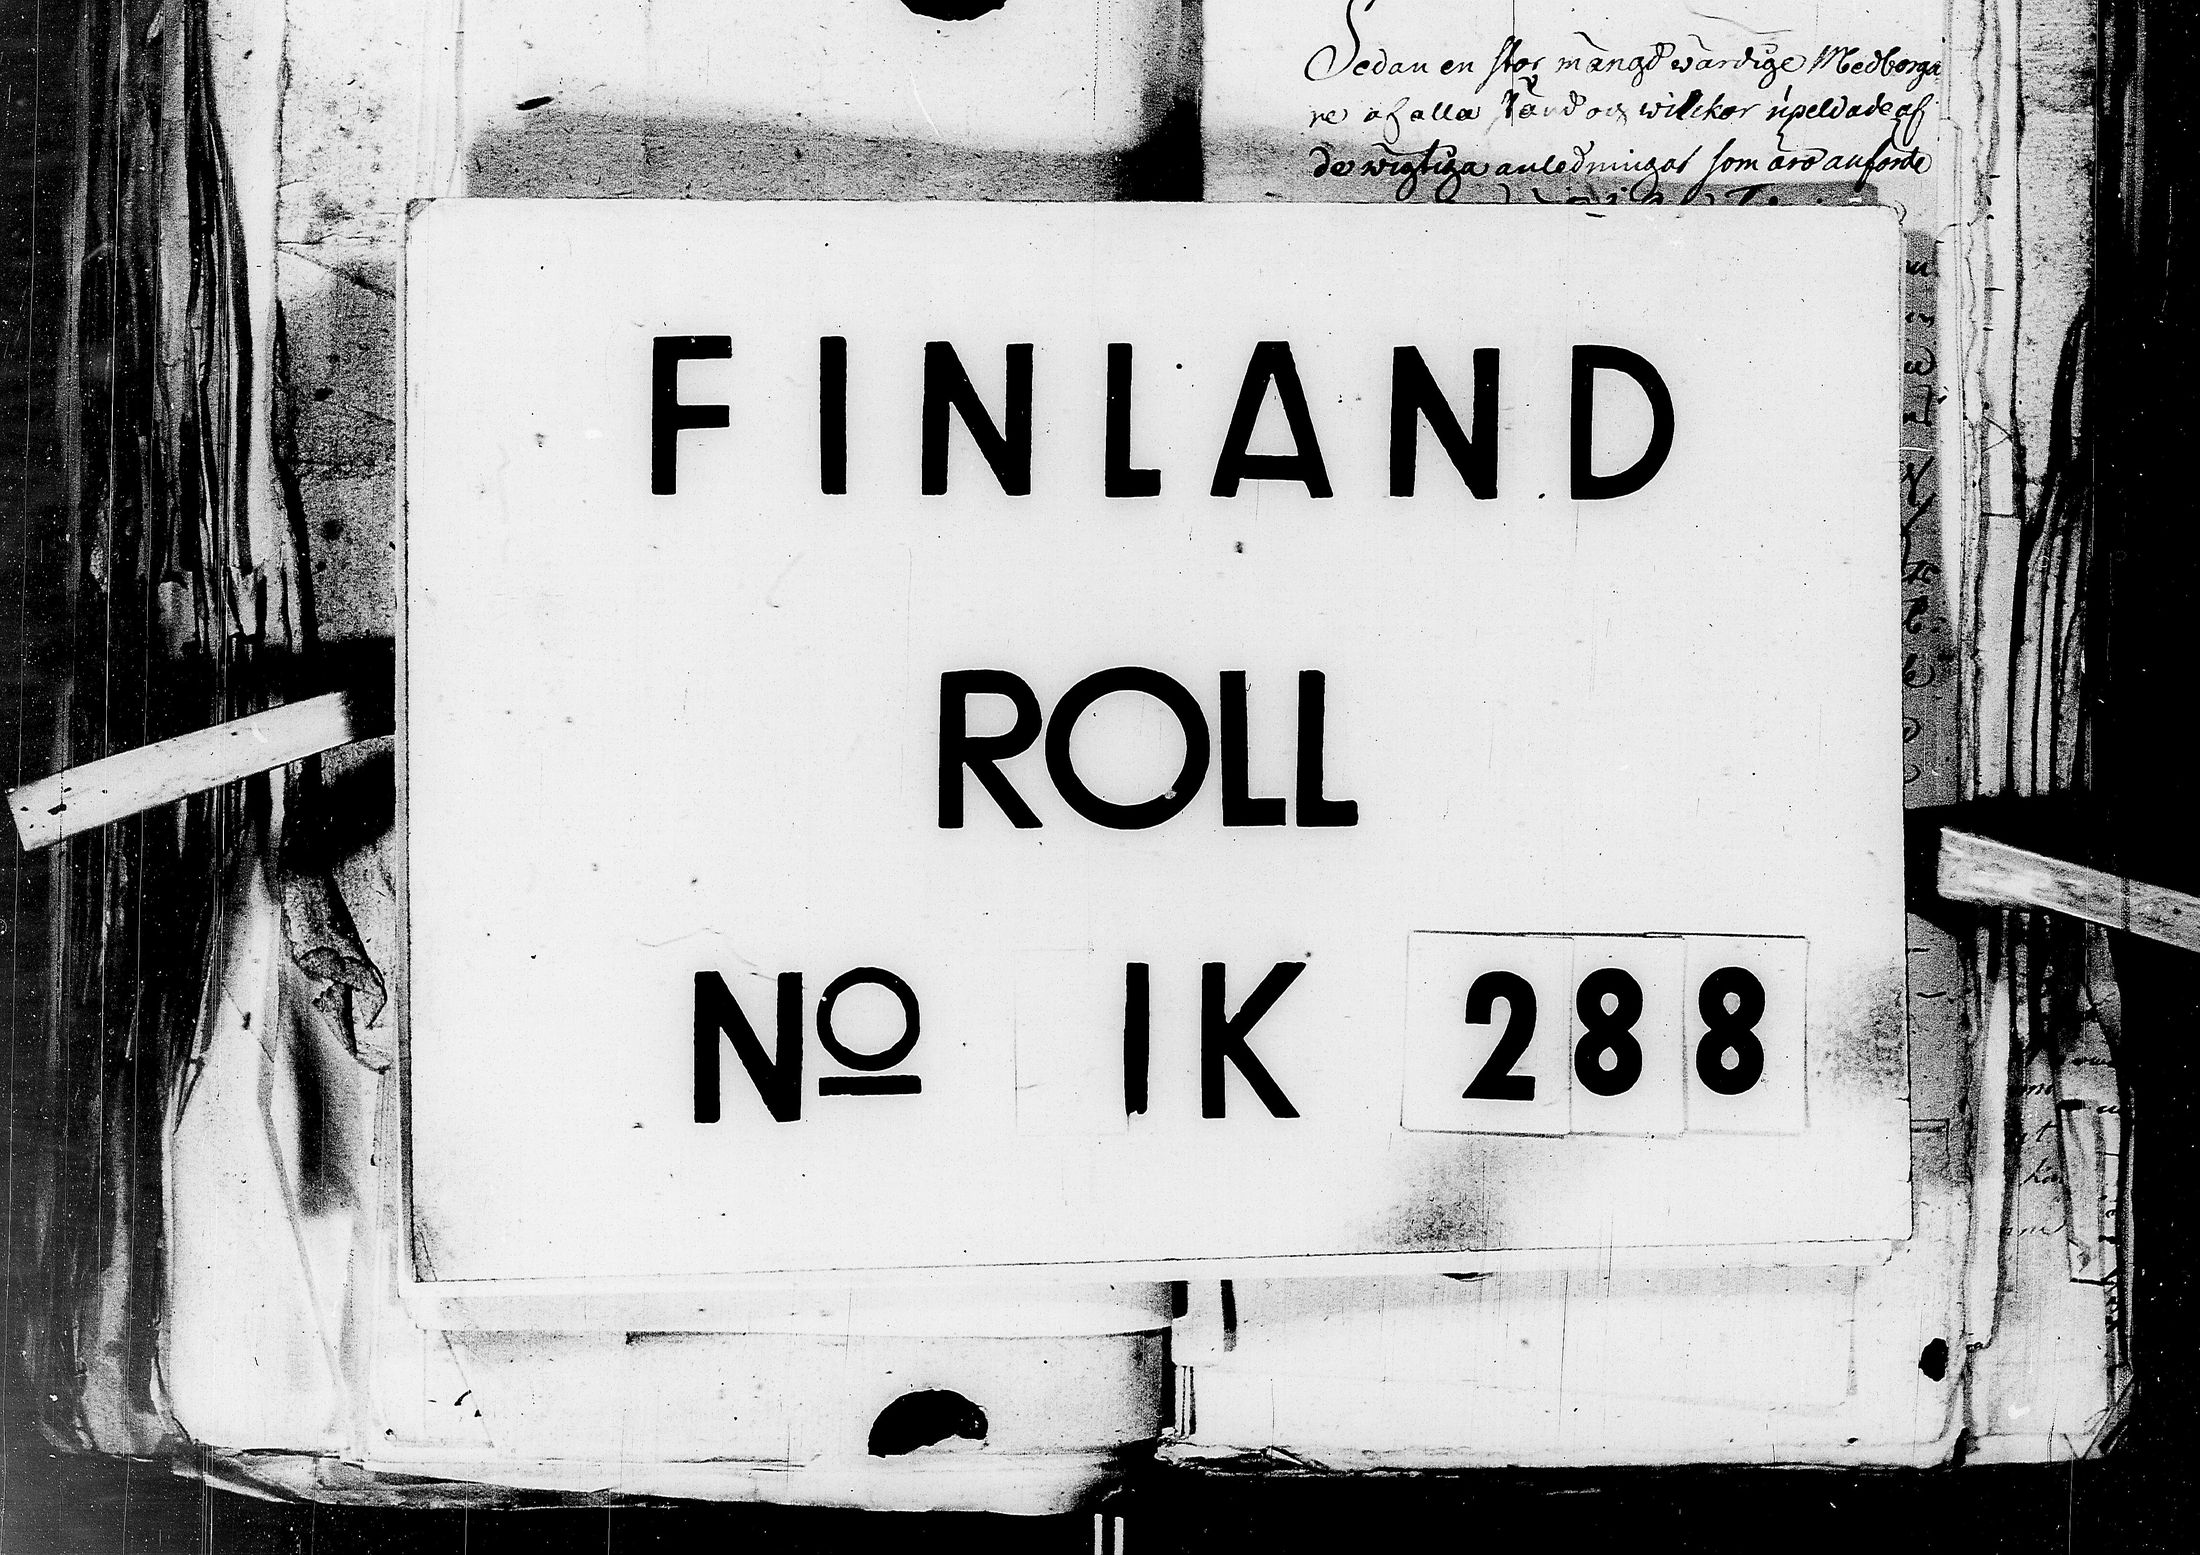 Sedan en stor mängd wärdige Medborga
re af alla Stånd och wilckor upeldade af
de wigtiga anledningar som äro anförde
FINLAND
ROLL
Nº IK 288